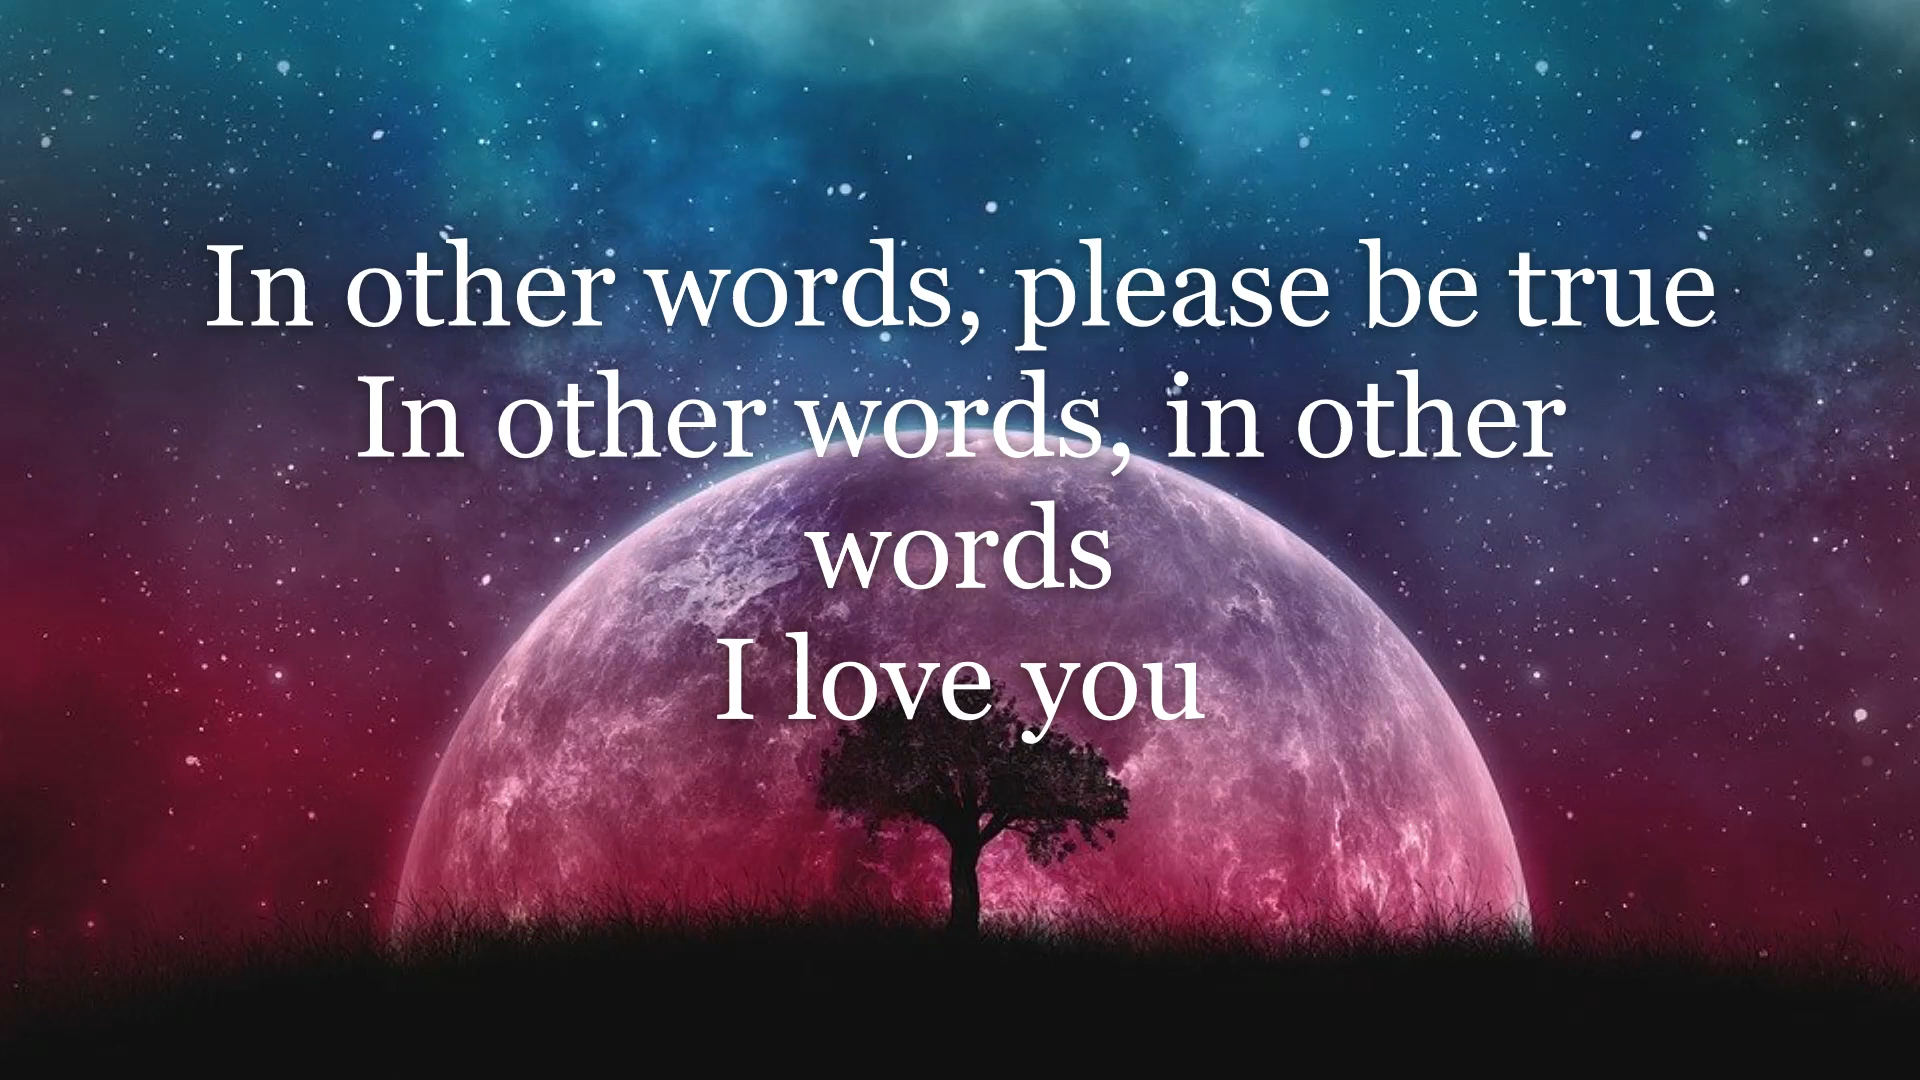 In other words, please be true
In other words, in other
words
I love you